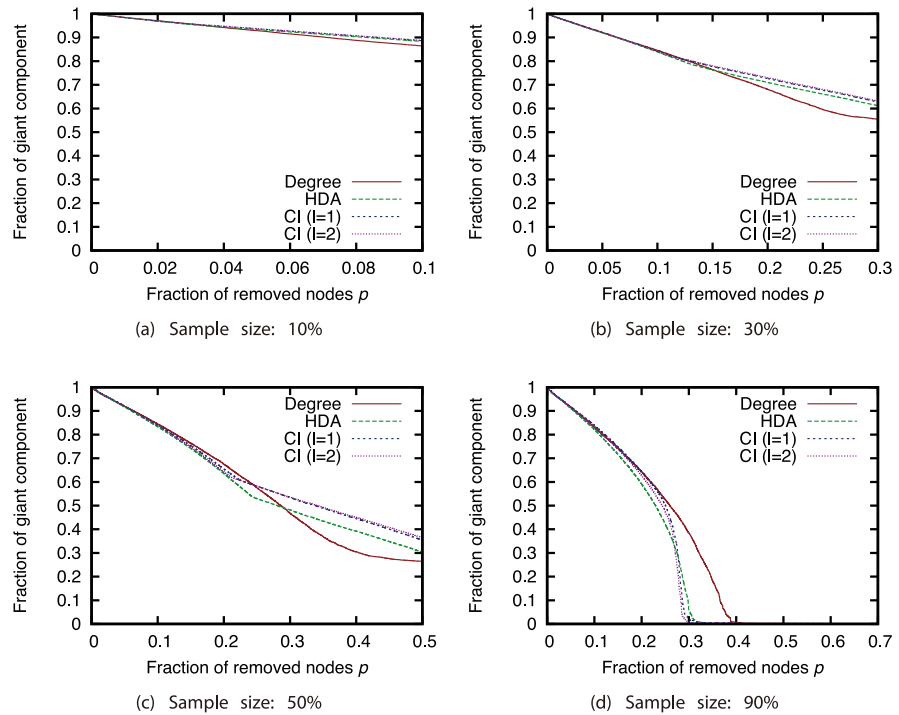 Fraction of giant component
1
0.9
0.8
0.7
0.6
0.5
0.4
0.3
0.2
0.1
0
Degree
HDA
CI (l=1)
CI (l=2)
0 0.02 0.04 0.06 0.08 0.1
Fraction of removed nodes p
(a) Sample size: 10%
Fraction of giant component
1
0.9
0.8
0.7
0.6
0.5
0.4
0.3
0.2
0.1
0
Degree
HDA
CI (l=1)
CI (l=2)
0 0.05 0.1 0.15 0.2 0.25 0.3
Fraction of removed nodes p
(b) Sample size: 30%
Fraction of giant component
1
0.9
0.8
0.7
0.6
0.5
0.4
0.3
0.2
0.1
0
Degree
HDA
CI (l=1)
CI (l=2)
0 0.1 0.2 0.3 0.4 0.5
Fraction of removed nodes p
(c) Sample size: 50%
Fraction of giant component
1
0.9
0.8
0.7
0.6
0.5
0.4
0.3
0.2
0.1
0
Degree
HDA
CI (l=1)
CI (l=2)
0 0.1 0.2 0.3 0.4 0.5 0.6 0.7
Fraction of removed nodes p
(d) Sample size: 90%